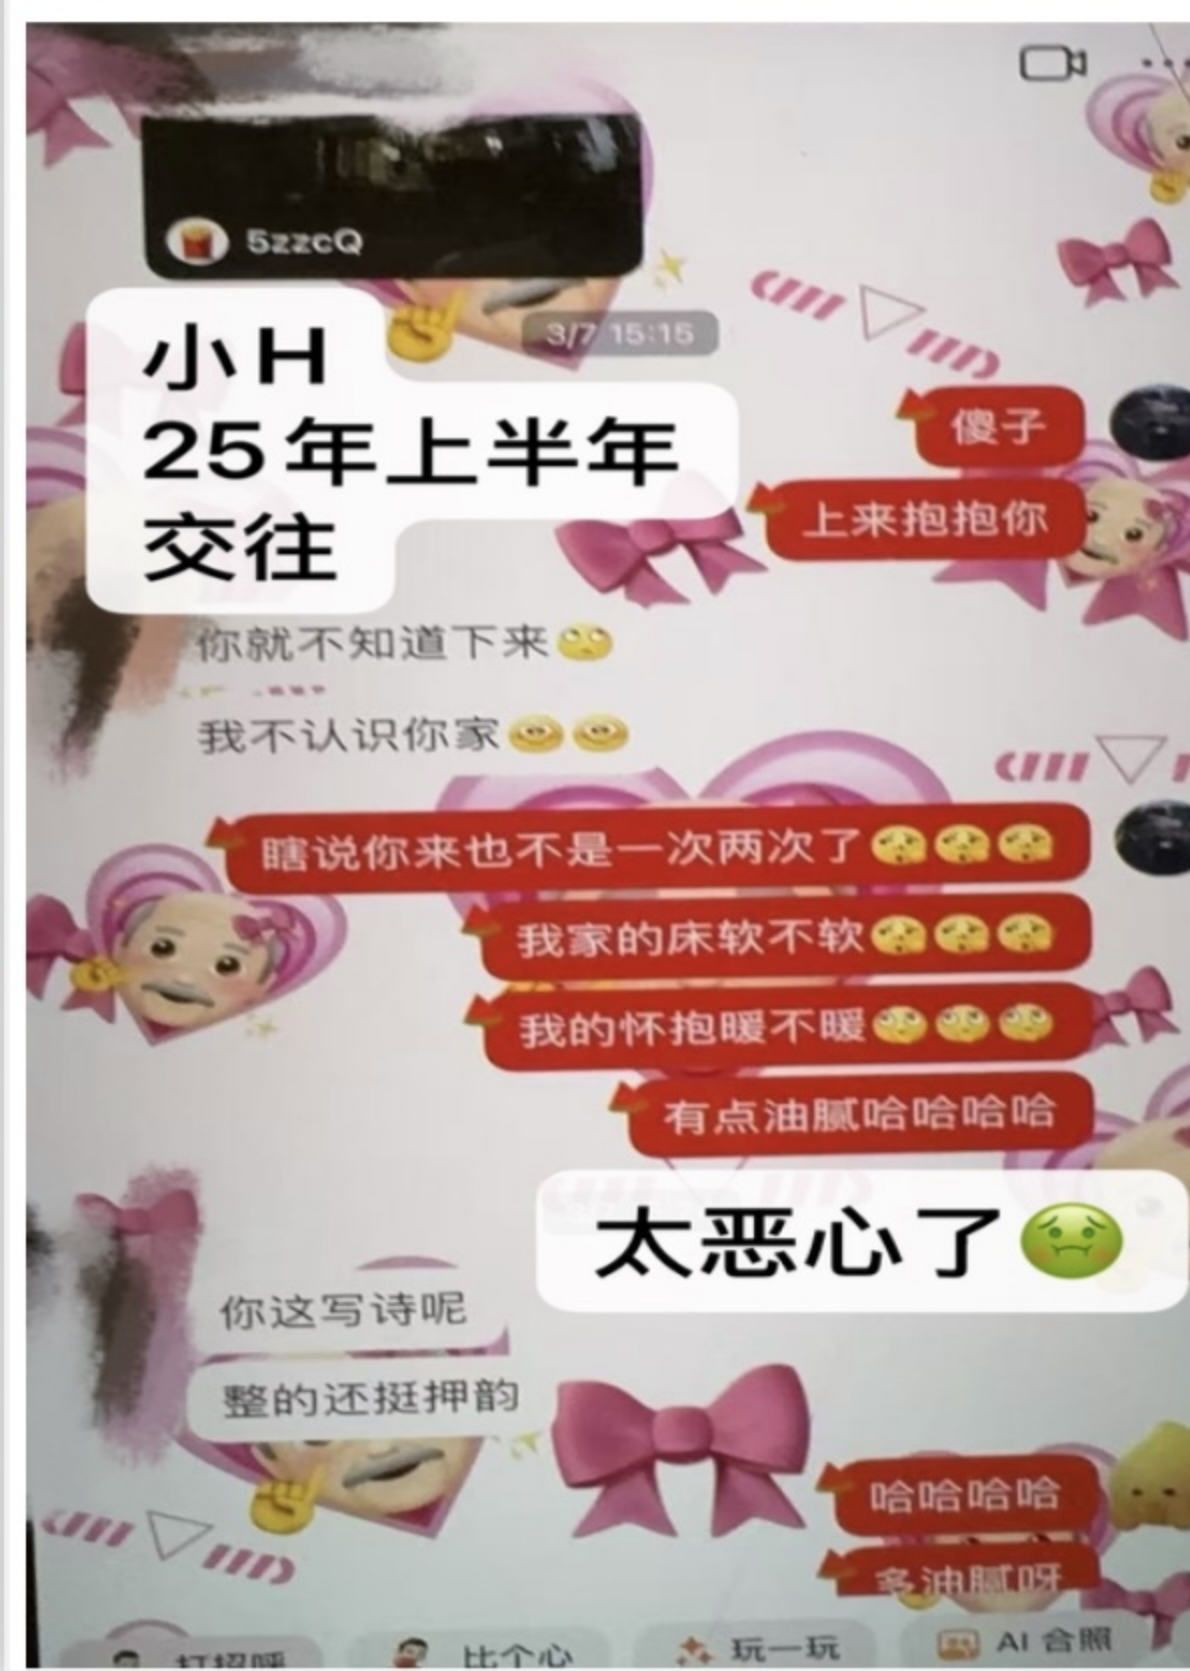 5zzcQ
小H
25年上半年
交往
3/7 15:15
傻子
上来抱抱你
你就不知道下来🙄
我不认识你家
瞎说你来也不是一次两次了
我家的床软不软
我的怀抱暖不暖
有点油腻哈哈哈哈
太恶心了🤢
你这写诗呢
整的还挺押韵
哈哈哈哈
多油腻呀
打招呼
比个心
玩一玩
AI 合照